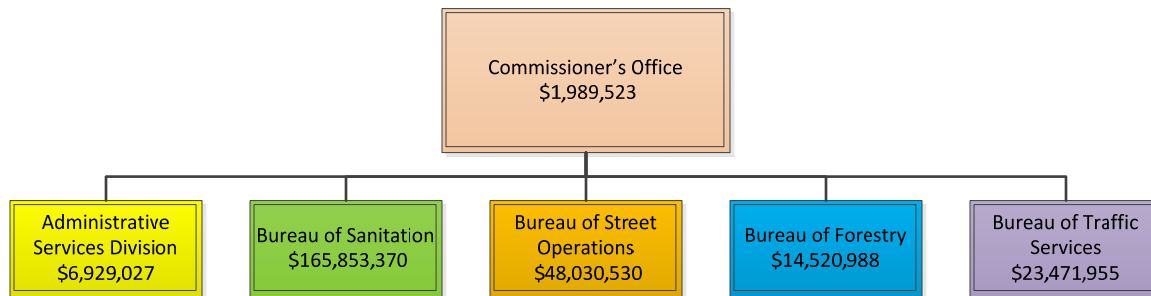 Commissioner’s Office
$1,989,523
Administrative
Services Division
$6,929,027
Bureau of Sanitation
$165,853,370
Bureau of Street
Operations
$48,030,530
Bureau of Forestry
$14,520,988
Bureau of Traffic
Services
$23,471,955